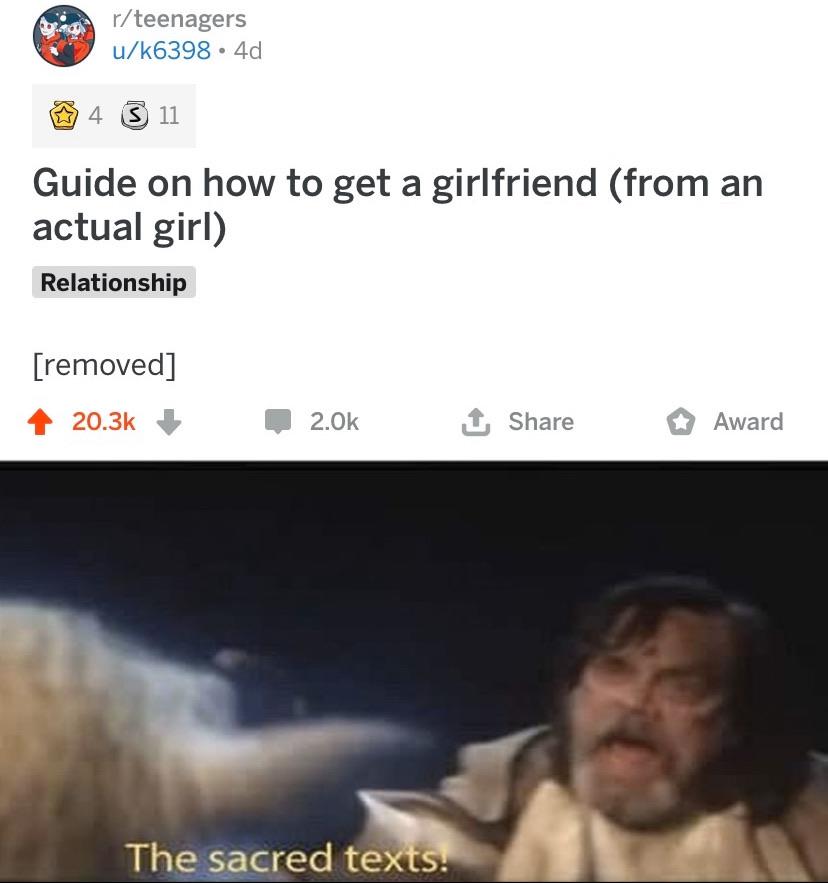 r/teenagers
u/k6398 • 4d
4 S 11
Guide on how to get a girlfriend (from an
actual girl)
Relationship
[removed]
20.3k 2.0k Share Award
The sacred texts!